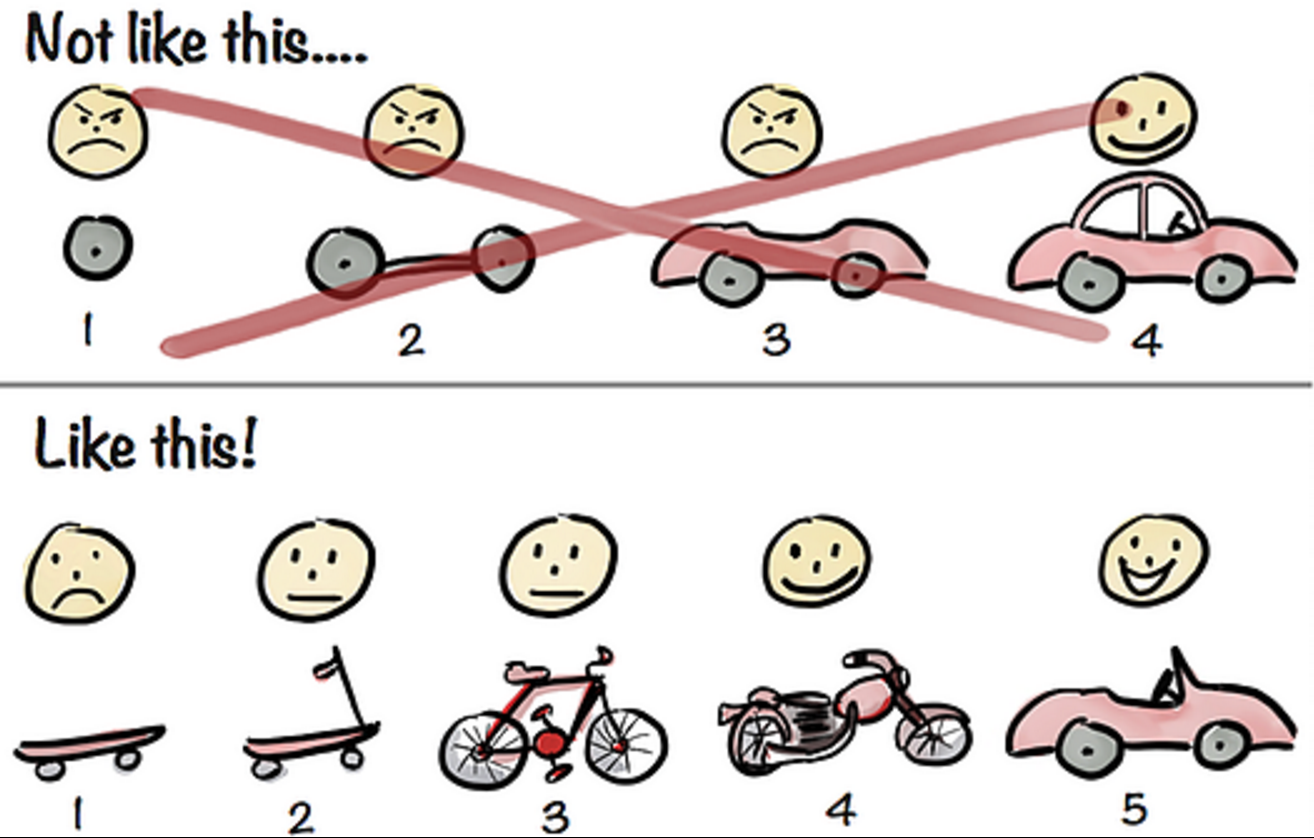 Not like this....
1 2 3 4
Like this!
1 2 3 4 5